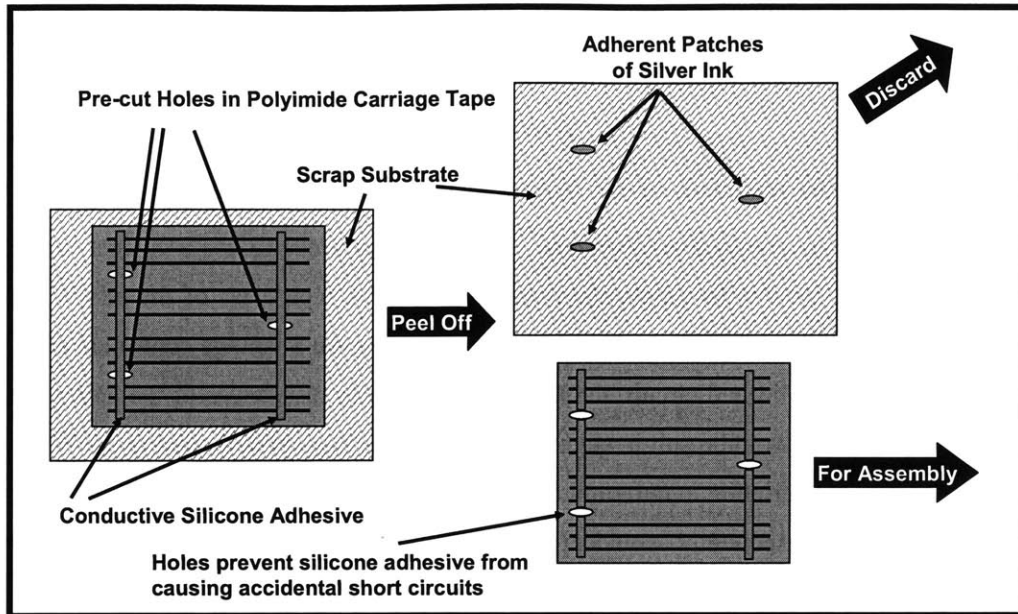 Adherent Patches
of Silver Ink
Discard
Pre-cut Holes in Polyimide Carriage Tape
Scrap Substrate
Peel Off
For Assembly
Conductive Silicone Adhesive
Holes prevent silicone adhesive from
causing accidental short circuits